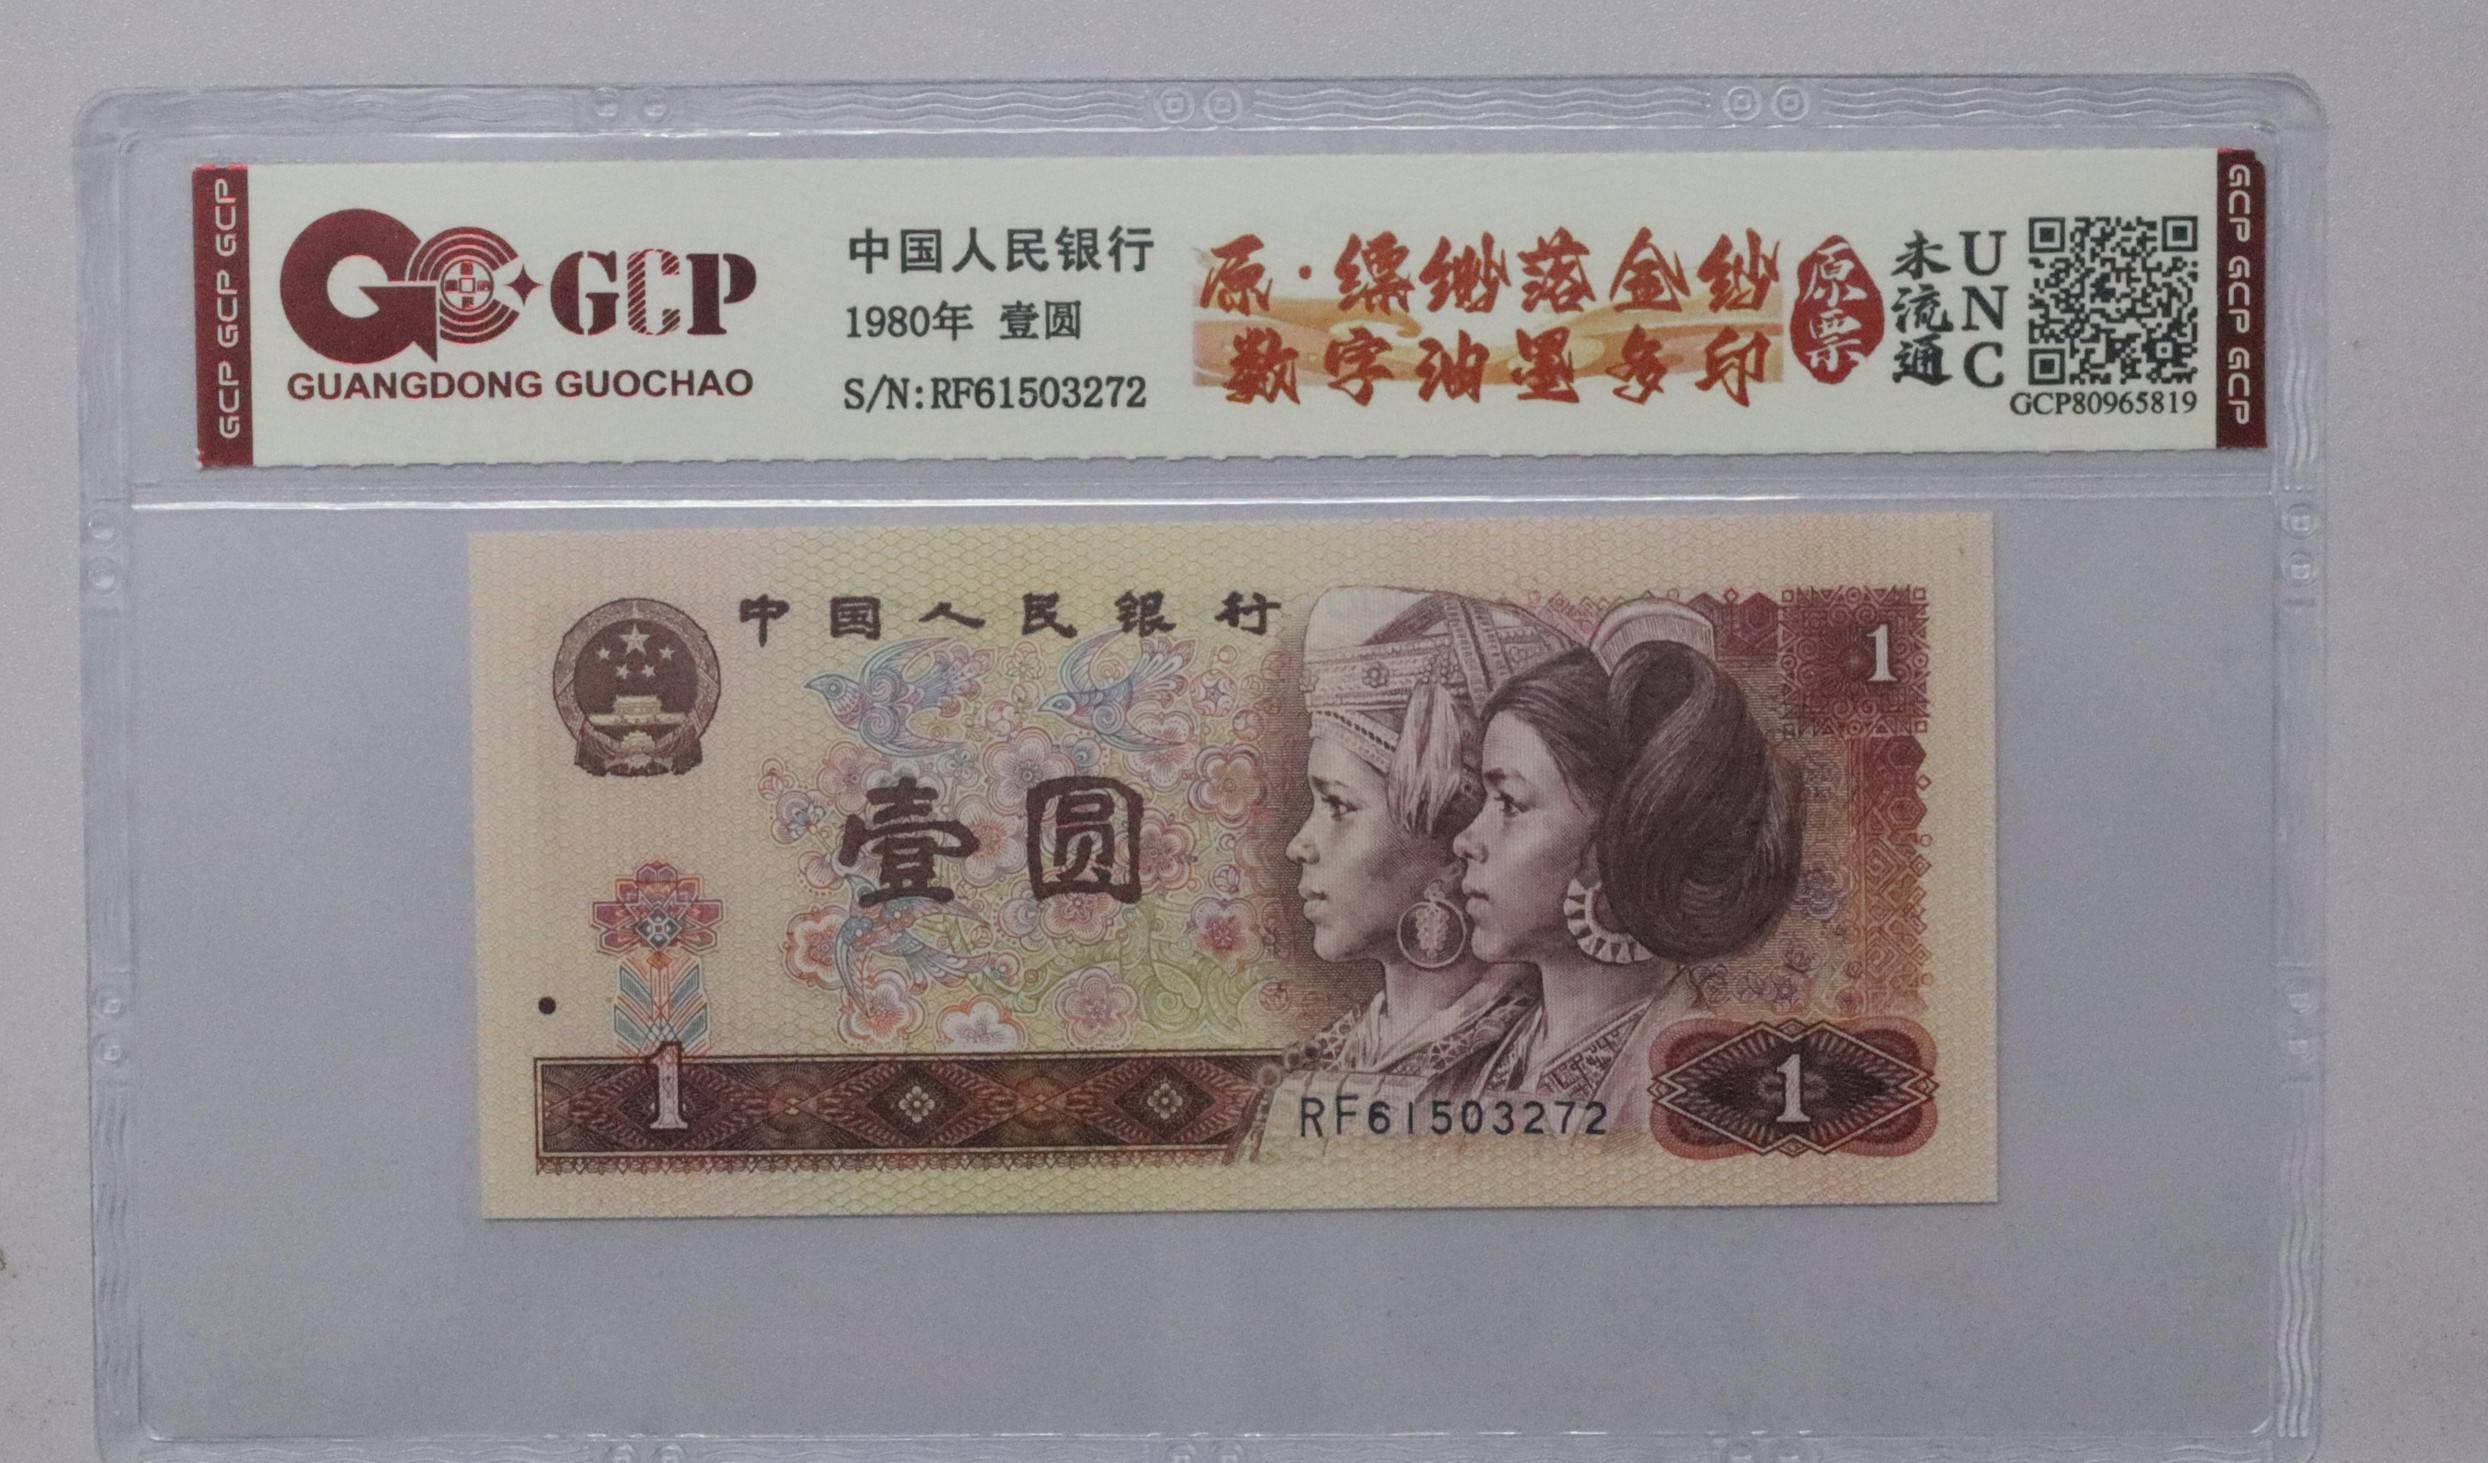 GCP GCP GCP
GCP
GUANGDONG GUOCHAO
中国人民银行
1980年 壹圆
S/N:RF61503272
原·缥缈落金纱
数字油墨多印
原票
未流通
UNC
GCP80965819
GCP GCP GCP
中国人民银行
1
壹圆
1
RF61503272
1